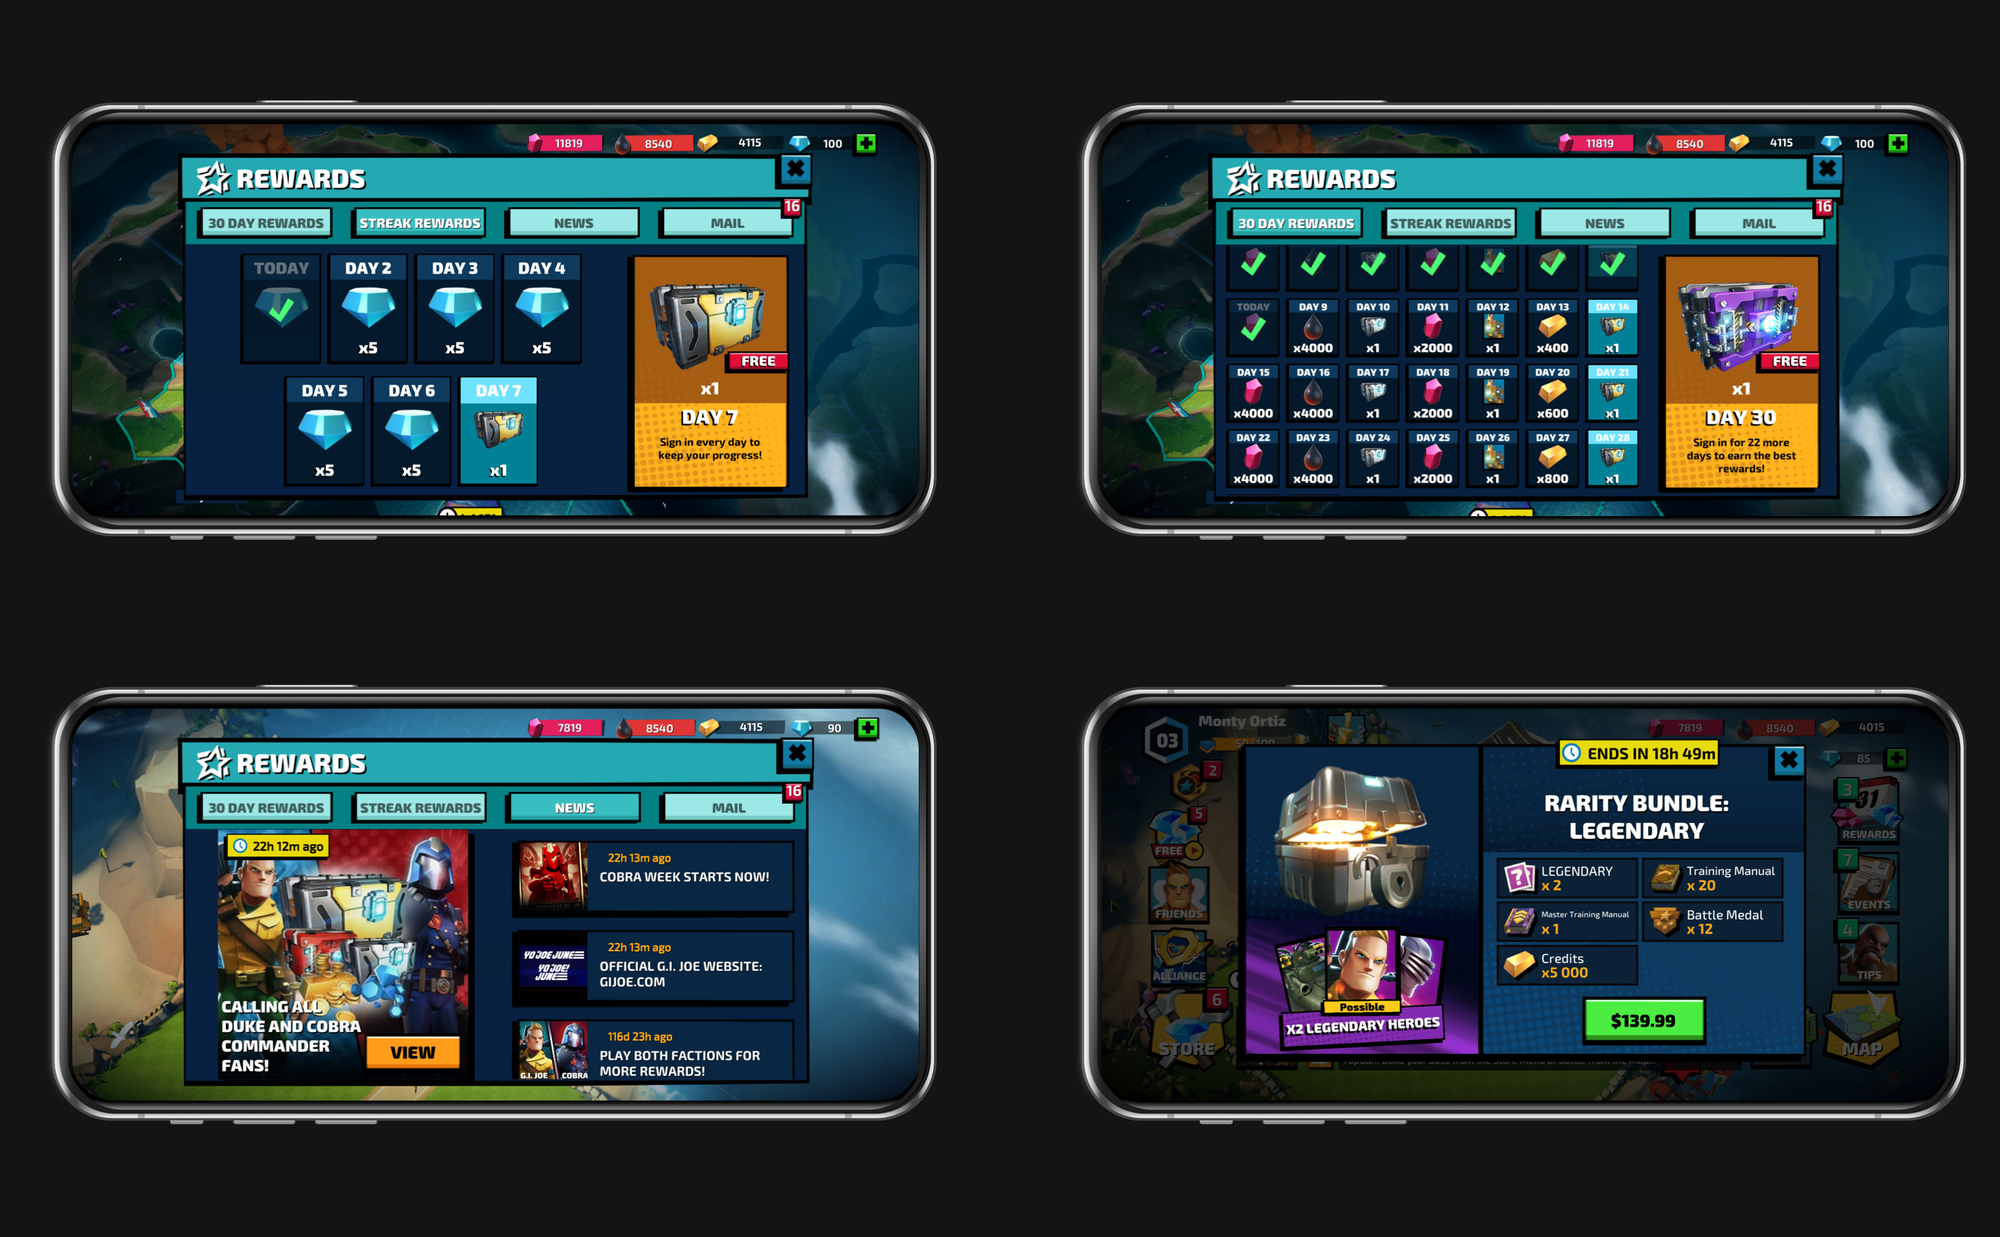 11819
8540
4115
100
REWARDS
30 DAY REWARDS
STREAK REWARDS
NEWS
MAIL
16
TODAY
DAY 2
x5
DAY 3
x5
DAY 4
x5
DAY 5
x5
DAY 6
x5
DAY 7
x1
FREE
x1
DAY 7
Sign in every day to
keep your progress!
11819
8540
4115
100
REWARDS
30 DAY REWARDS
STREAK REWARDS
NEWS
MAIL
16
TODAY
DAY 9
x4000
DAY 10
x1
DAY 11
x2000
DAY 12
x1
DAY 13
x400
DAY 14
x1
DAY 15
x4000
DAY 16
x4000
DAY 17
x1
DAY 18
x2000
DAY 19
x1
DAY 20
x600
DAY 21
x1
DAY 22
x4000
DAY 23
x4000
DAY 24
x1
DAY 25
x2000
DAY 26
x1
DAY 27
x800
DAY 28
x1
FREE
x1
DAY 30
Sign in for 22 more
days to earn the best
rewards!
7819
8540
4115
90
REWARDS
30 DAY REWARDS
STREAK REWARDS
NEWS
MAIL
16
22h 12m ago
CALLING ALL
DUKE AND COBRA
COMMANDER
FANS!
VIEW
22h 13m ago
COBRA WEEK STARTS NOW!
YO JOE JUNE
YO JOE!
JUNE
22h 13m ago
OFFICIAL G.I. JOE WEBSITE:
GIJOE.COM
G.I. JOE
COBRA
116d 23h ago
PLAY BOTH FACTIONS FOR
MORE REWARDS!
03
Monty Ortiz
50/100
7819
8540
4015
85
2
5
FREE
FRIENDS
ALLIANCE
6
STORE
3
31
REWARDS
7
EVENTS
4
TIPS
MAP
ENDS IN 18h 49m
RARITY BUNDLE:
LEGENDARY
LEGENDARY
x 2
Training Manual
x 20
Master Training Manual
x 1
Battle Medal
x 12
Credits
x5 000
$139.99
Possible
X2 LEGENDARY HEROES